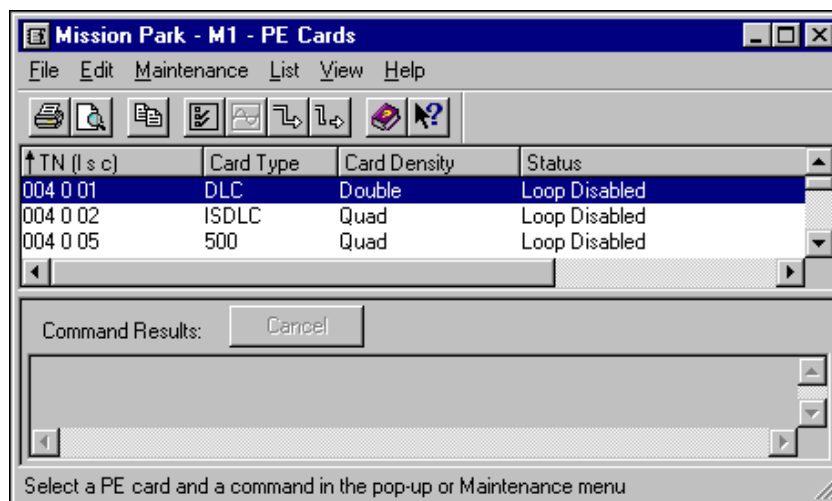 Mission Park - M1 - PE Cards
File Edit Maintenance List View Help
TN (l s c) Card Type Card Density Status
004 0 01 DLC Double Loop Disabled
004 0 02 ISDLC Quad Loop Disabled
004 0 05 500 Quad Loop Disabled
Command Results: Cancel
Select a PE card and a command in the pop-up or Maintenance menu